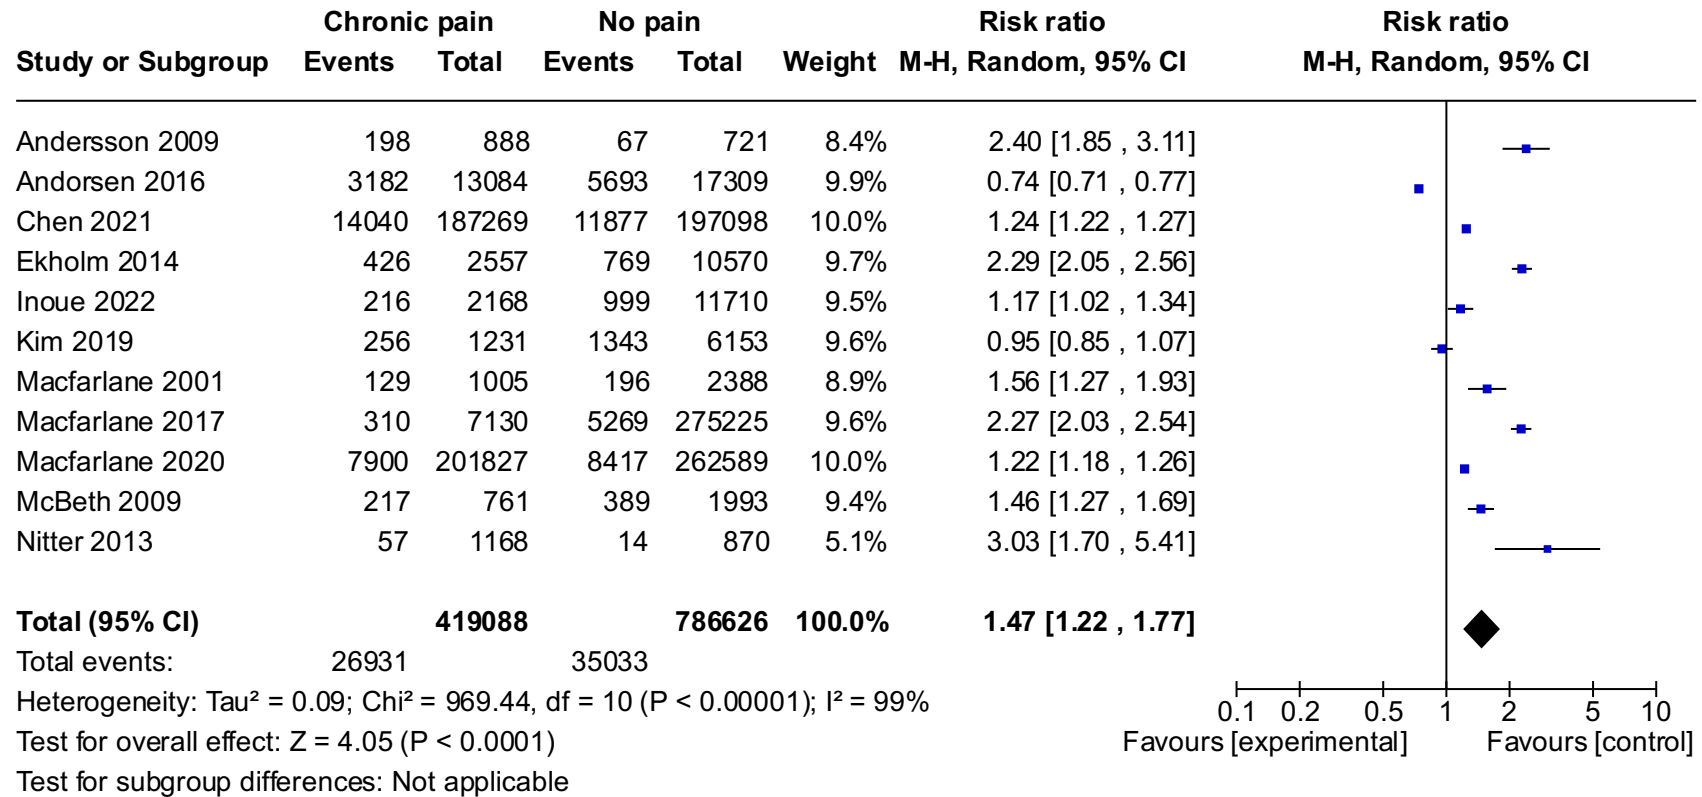 Chronic pain No pain Risk ratio Risk ratio
Study or Subgroup Events Total Events Total Weight M-H, Random, 95% CI M-H, Random, 95% CI
Andersson 2009 198 888 67 721 8.4% 2.40 [1.85 , 3.11]
Andorsen 2016 3182 13084 5693 17309 9.9% 0.74 [0.71 , 0.77]
Chen 2021 14040 187269 11877 197098 10.0% 1.24 [1.22 , 1.27]
Ekholm 2014 426 2557 769 10570 9.7% 2.29 [2.05 , 2.56]
Inoue 2022 216 2168 999 11710 9.5% 1.17 [1.02 , 1.34]
Kim 2019 256 1231 1343 6153 9.6% 0.95 [0.85 , 1.07]
Macfarlane 2001 129 1005 196 2388 8.9% 1.56 [1.27 , 1.93]
Macfarlane 2017 310 7130 5269 275225 9.6% 2.27 [2.03 , 2.54]
Macfarlane 2020 7900 201827 8417 262589 10.0% 1.22 [1.18 , 1.26]
McBeth 2009 217 761 389 1993 9.4% 1.46 [1.27 , 1.69]
Nitter 2013 57 1168 14 870 5.1% 3.03 [1.70 , 5.41]
Total (95% CI) 419088 786626 100.0% 1.47 [1.22 , 1.77]
Total events: 26931 35033
Heterogeneity: Tau² = 0.09; Chi² = 969.44, df = 10 (P < 0.00001); I² = 99%
0.1 0.2 0.5 1 2 5 10
Test for overall effect: Z = 4.05 (P < 0.0001)
Favours [experimental] Favours [control]
Test for subgroup differences: Not applicable